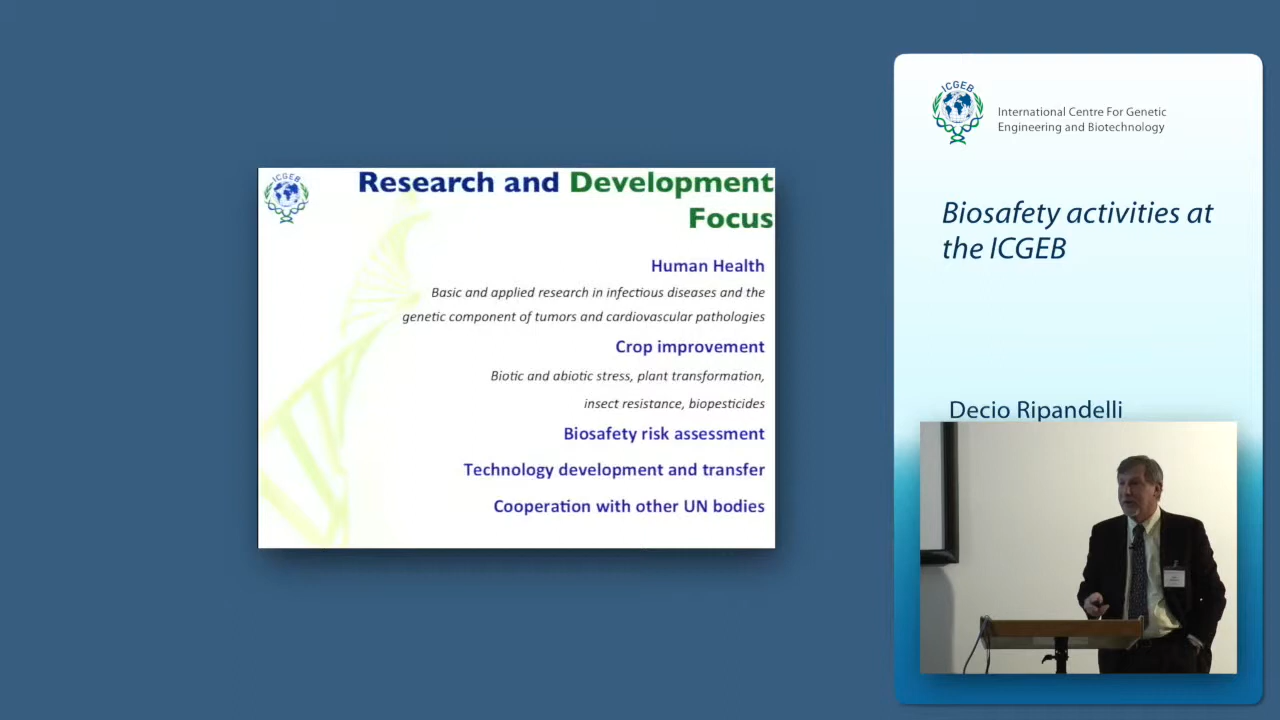 ICGEB
Research and Development
Focus
Human Health
Basic and applied research in infectious diseases and the
genetic component of tumors and cardiovascular pathologies
Crop improvement
Biotic and abiotic stress, plant transformation,
insect resistance, biopesticides
Biosafety risk assessment
Technology development and transfer
Cooperation with other UN bodies
ICGEB
International Centre For Genetic
Engineering and Biotechnology
Biosafety activities at
the ICGEB
Decio Ripandelli